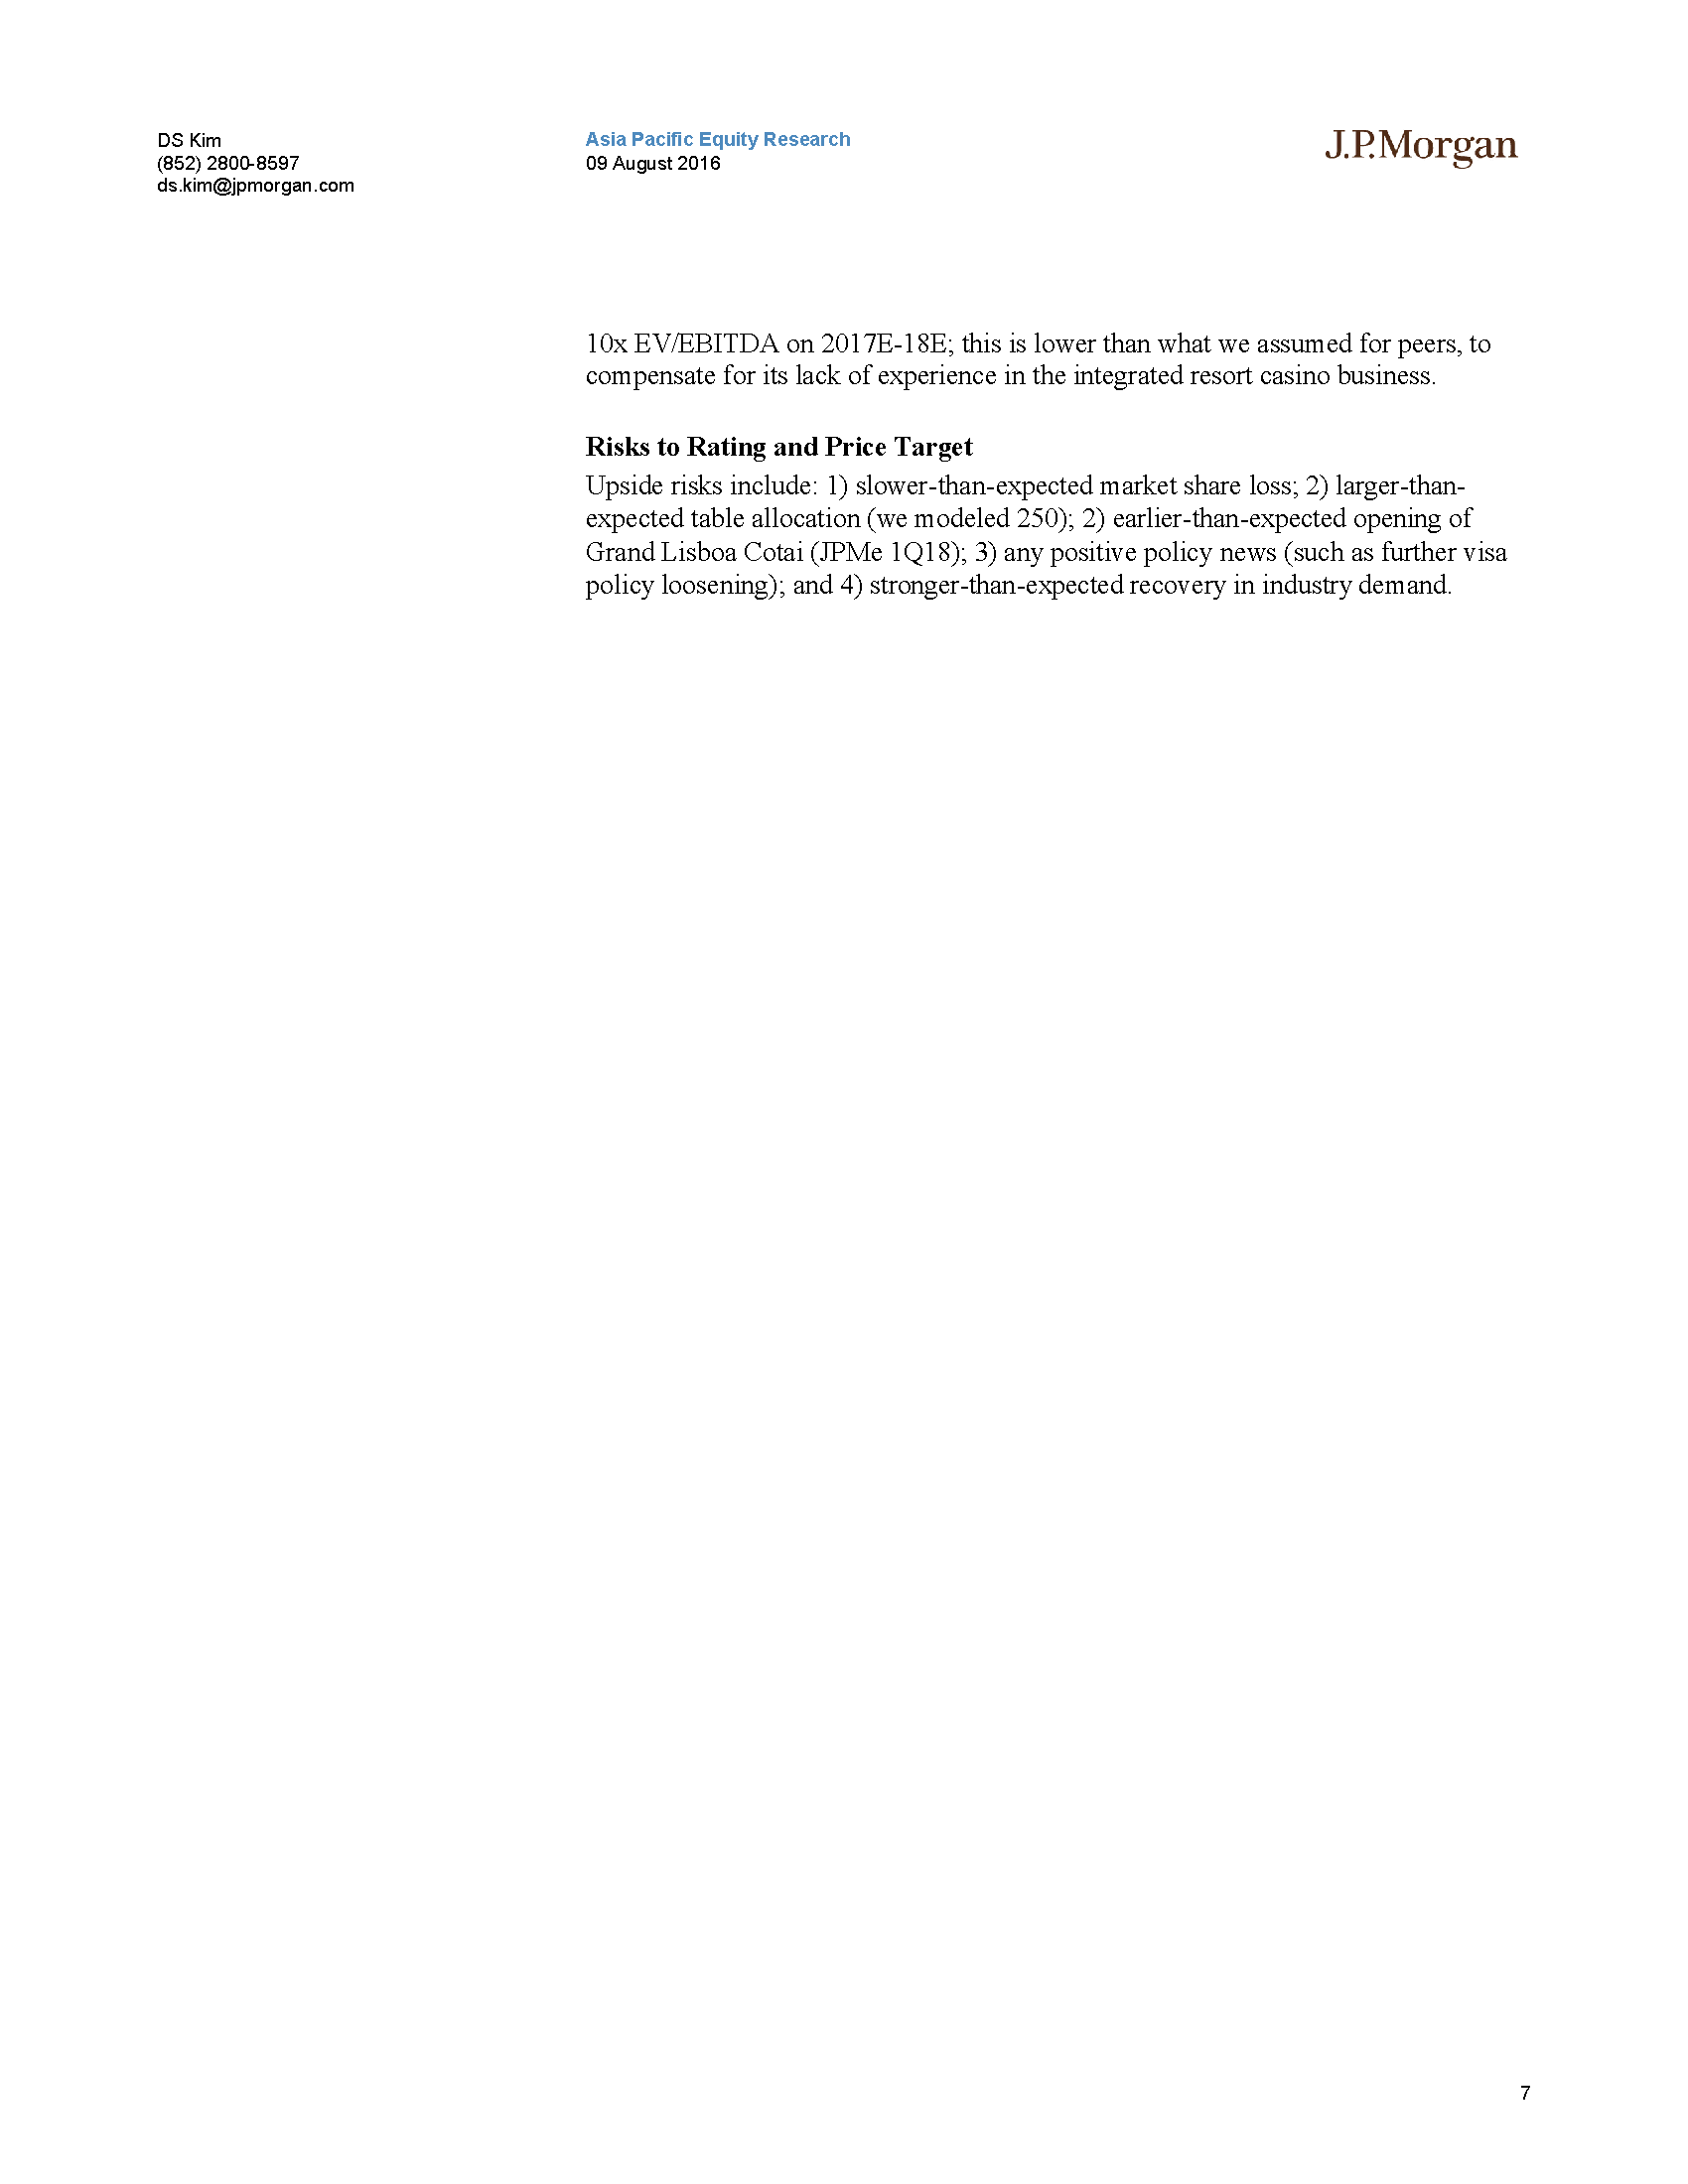 DS Kim
(852) 2800-8597
ds.kim@jpmorgan.com
Asia Pacific Equity Research
09 August 2016
J.P.Morgan
10x EV/EBITDA on 2017E-18E; this is lower than what we assumed for peers, to
compensate for its lack of experience in the integrated resort casino business.
Risks to Rating and Price Target
Upside risks include: 1) slower-than-expected market share loss; 2) larger-than-
expected table allocation (we modeled 250); 2) earlier-than-expected opening of
Grand Lisboa Cotai (JPMe 1Q18); 3) any positive policy news (such as further visa
policy loosening); and 4) stronger-than-expected recovery in industry demand.
7